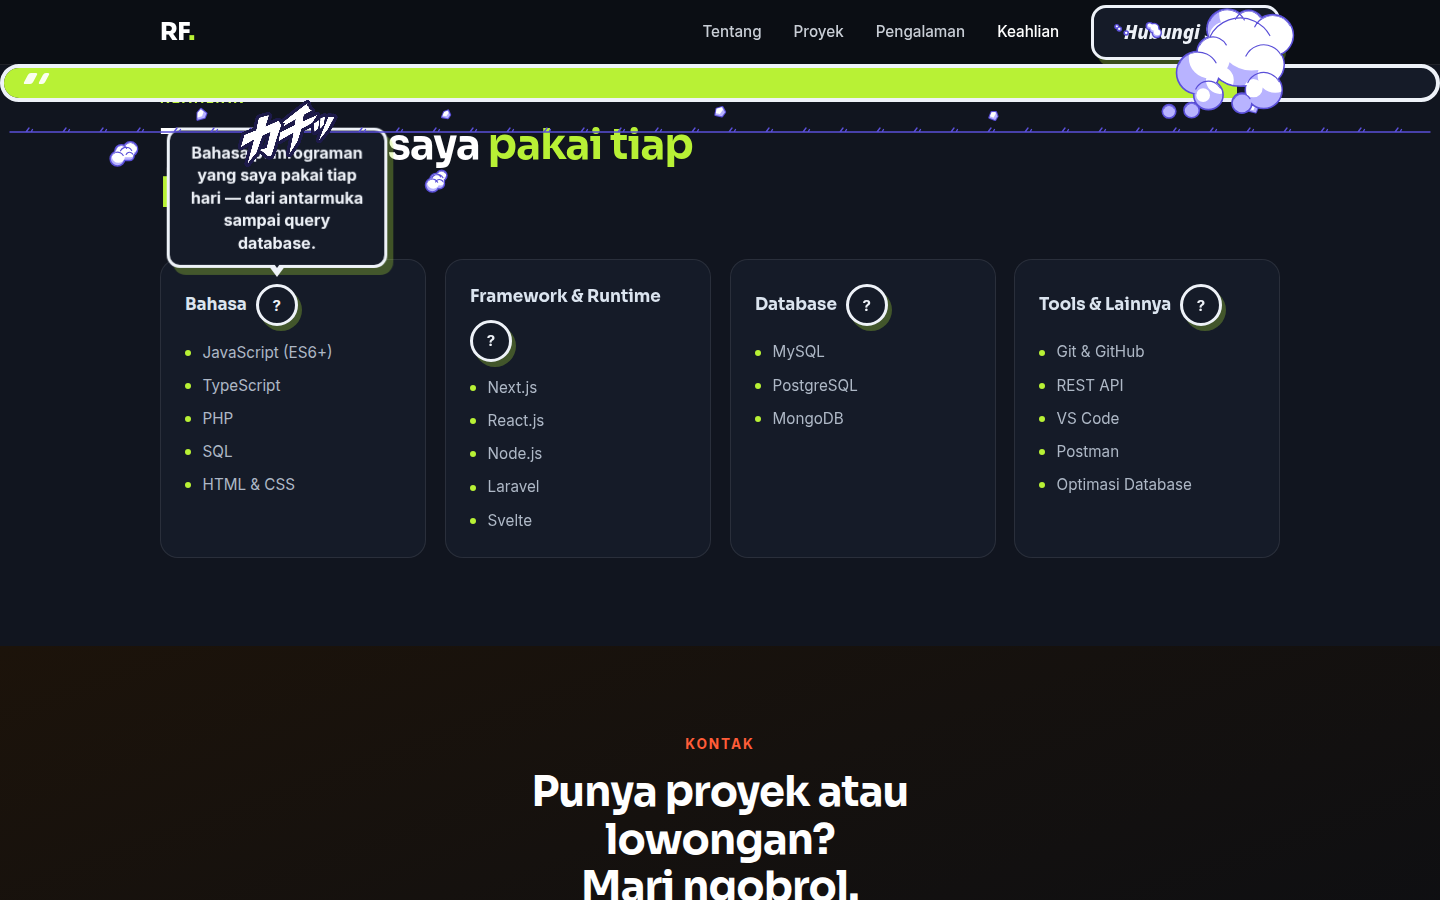 RF.
Tentang
Proyek
Pengalaman
Keahlian
saya pakai tiap
カチッ
yang saya pakai tiap
hari — dari antarmuka
sampai query
database.
Bahasa ?
JavaScript (ES6+)
TypeScript
PHP
SQL
HTML & CSS
Framework & Runtime
?
Next.js
React.js
Node.js
Laravel
Svelte
Database ?
MySQL
PostgreSQL
MongoDB
Tools & Lainnya ?
Git & GitHub
REST API
VS Code
Postman
Optimasi Database
KONTAK
Punya proyek atau
lowongan?
Mari ngobrol.